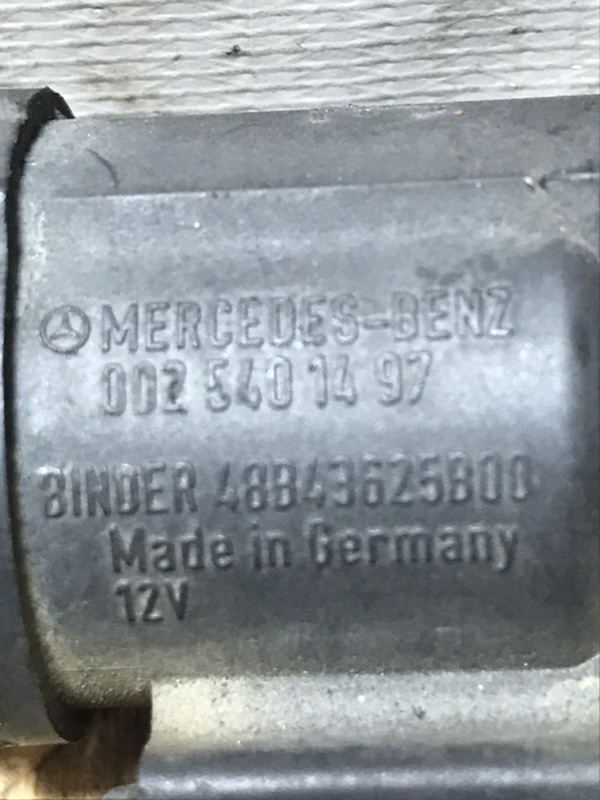 MERCEDES-BENZ
002 540 14 97
BINDER 48B43625B00
Made in Germany
12V